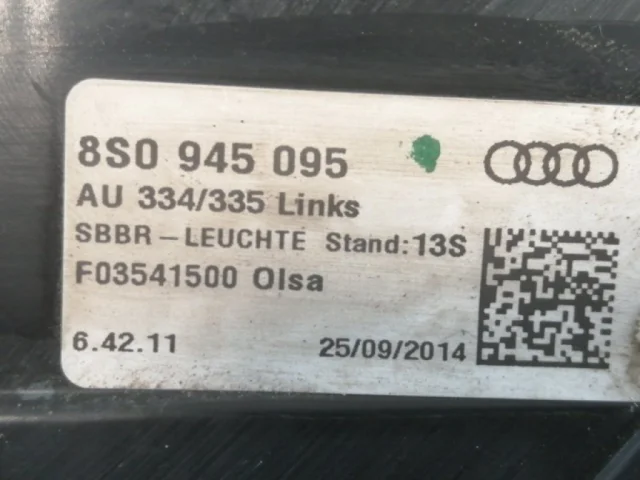 8S0 945 095
AU 334/335 Links
SBBR-LEUCHTE Stand:13S
F03541500 Olsa
6.42.11 25/09/2014